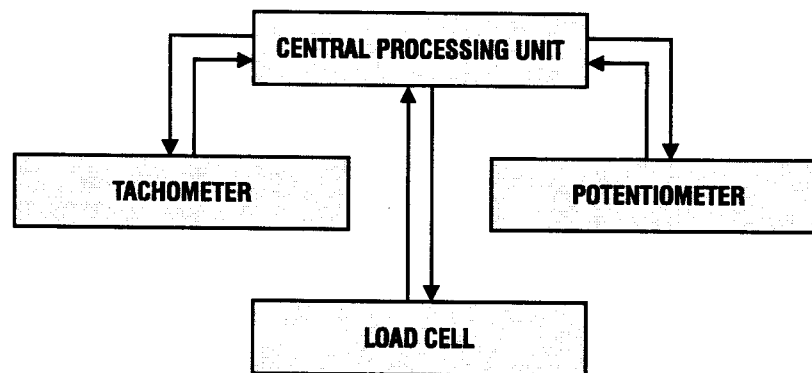 CENTRAL PROCESSING UNIT
TACHOMETER
POTENTIOMETER
LOAD CELL